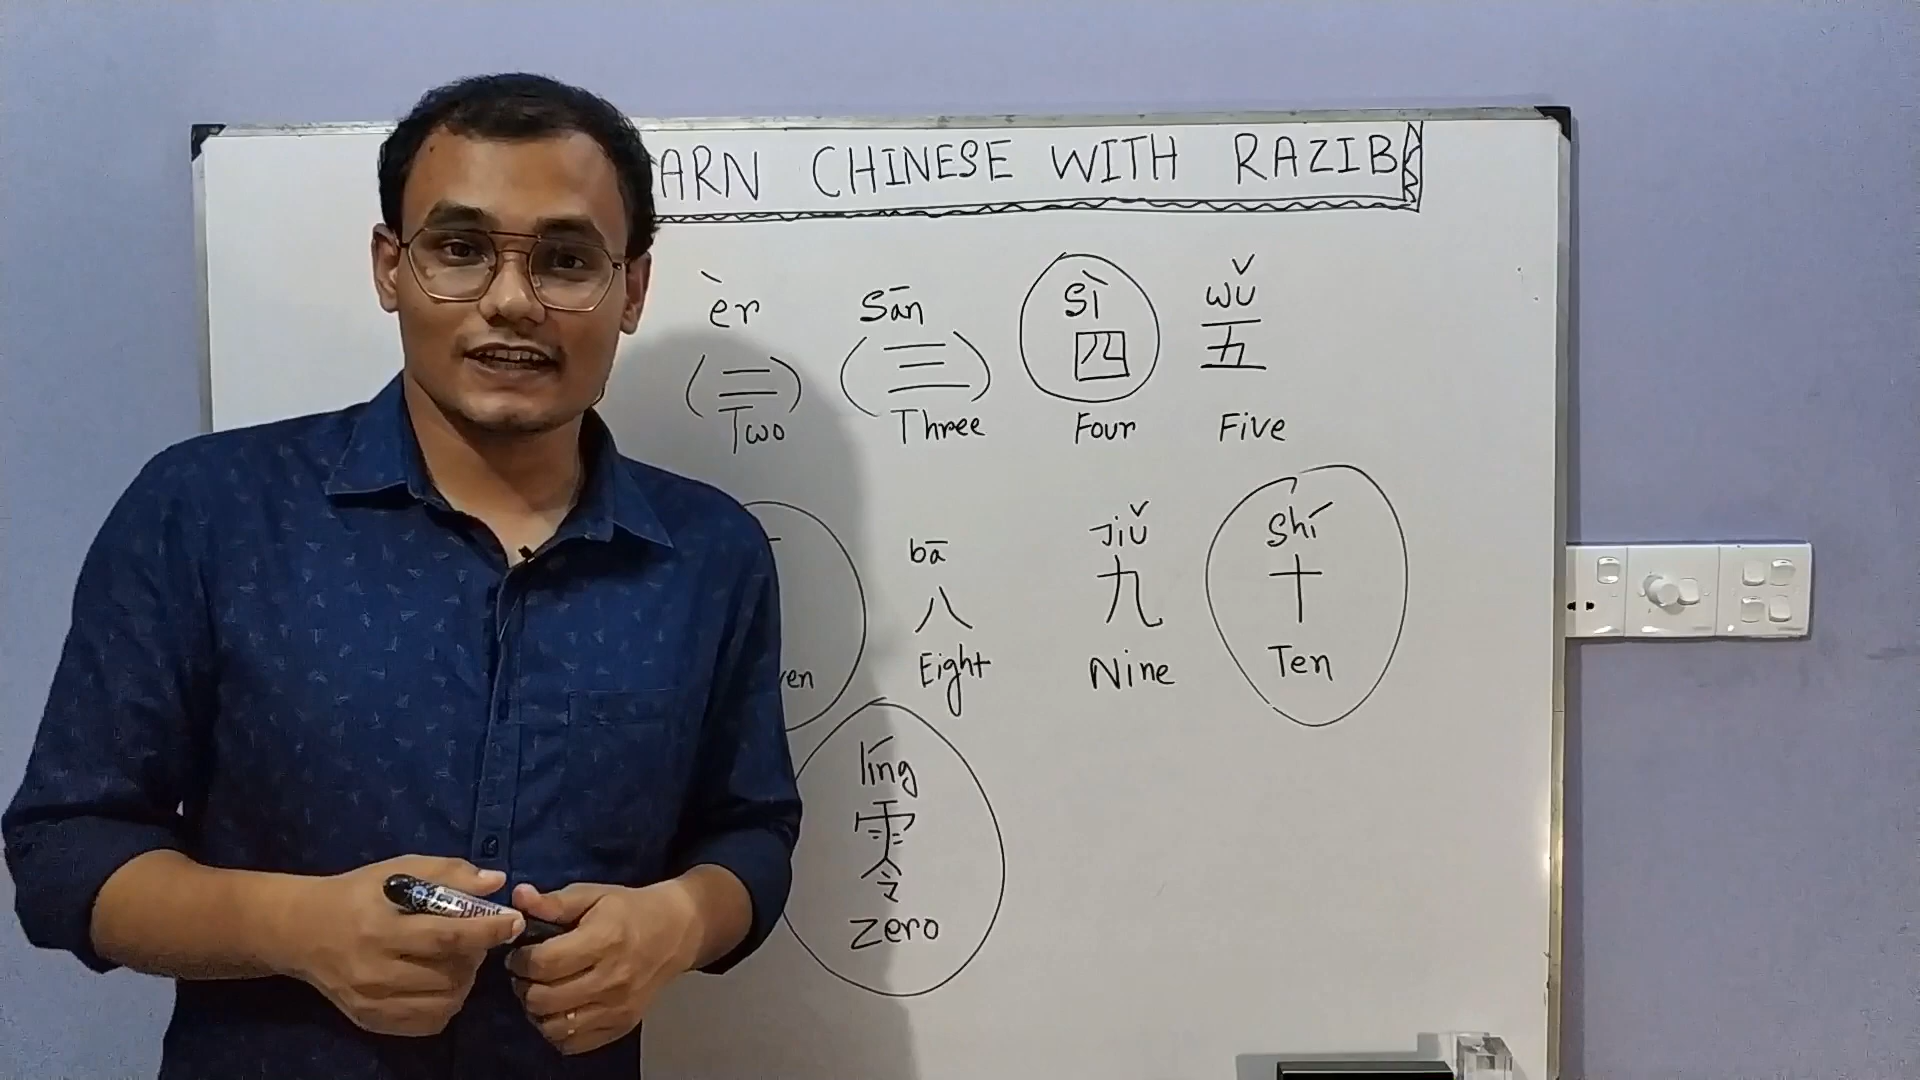 ARN CHINESE WITH RAZIB
èr sān sì wǔ
(二) (三) 四 五
Two Three Four Five
bā jiǔ shí
八 九 十
ven Eight Nine Ten
líng
零
zero